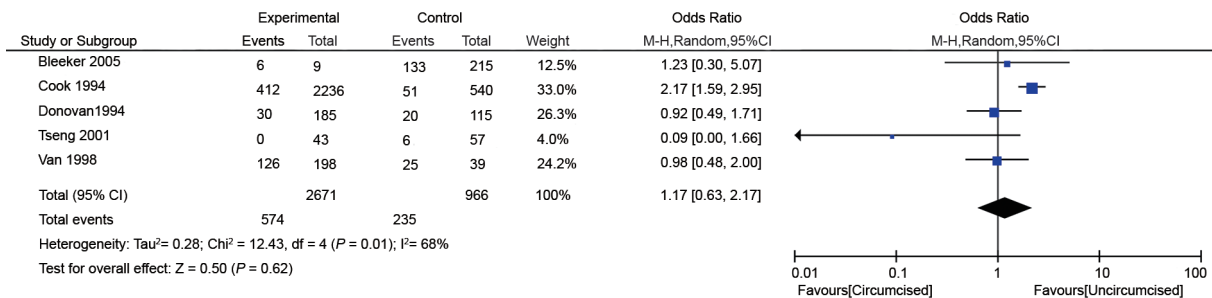 Experimental Control Odds Ratio Odds Ratio
Study or Subgroup Events Total Events Total Weight M-H,Random,95%CI M-H,Random,95%CI
Bleeker 2005 6 9 133 215 12.5% 1.23 [0.30, 5.07]
Cook 1994 412 2236 51 540 33.0% 2.17 [1.59, 2.95]
Donovan1994 30 185 20 115 26.3% 0.92 [0.49, 1.71]
Tseng 2001 0 43 6 57 4.0% 0.09 [0.00, 1.66]
Van 1998 126 198 25 39 24.2% 0.98 [0.48, 2.00]
Total (95% CI) 2671 966 100% 1.17 [0.63, 2.17]
Total events 574 235
Heterogeneity: Tau²= 0.28; Chi² = 12.43, df = 4 (P = 0.01); I²= 68%
Test for overall effect: Z = 0.50 (P = 0.62)
0.01 0.1 1 10 100
Favours[Circumcised] Favours[Uncircumcised]